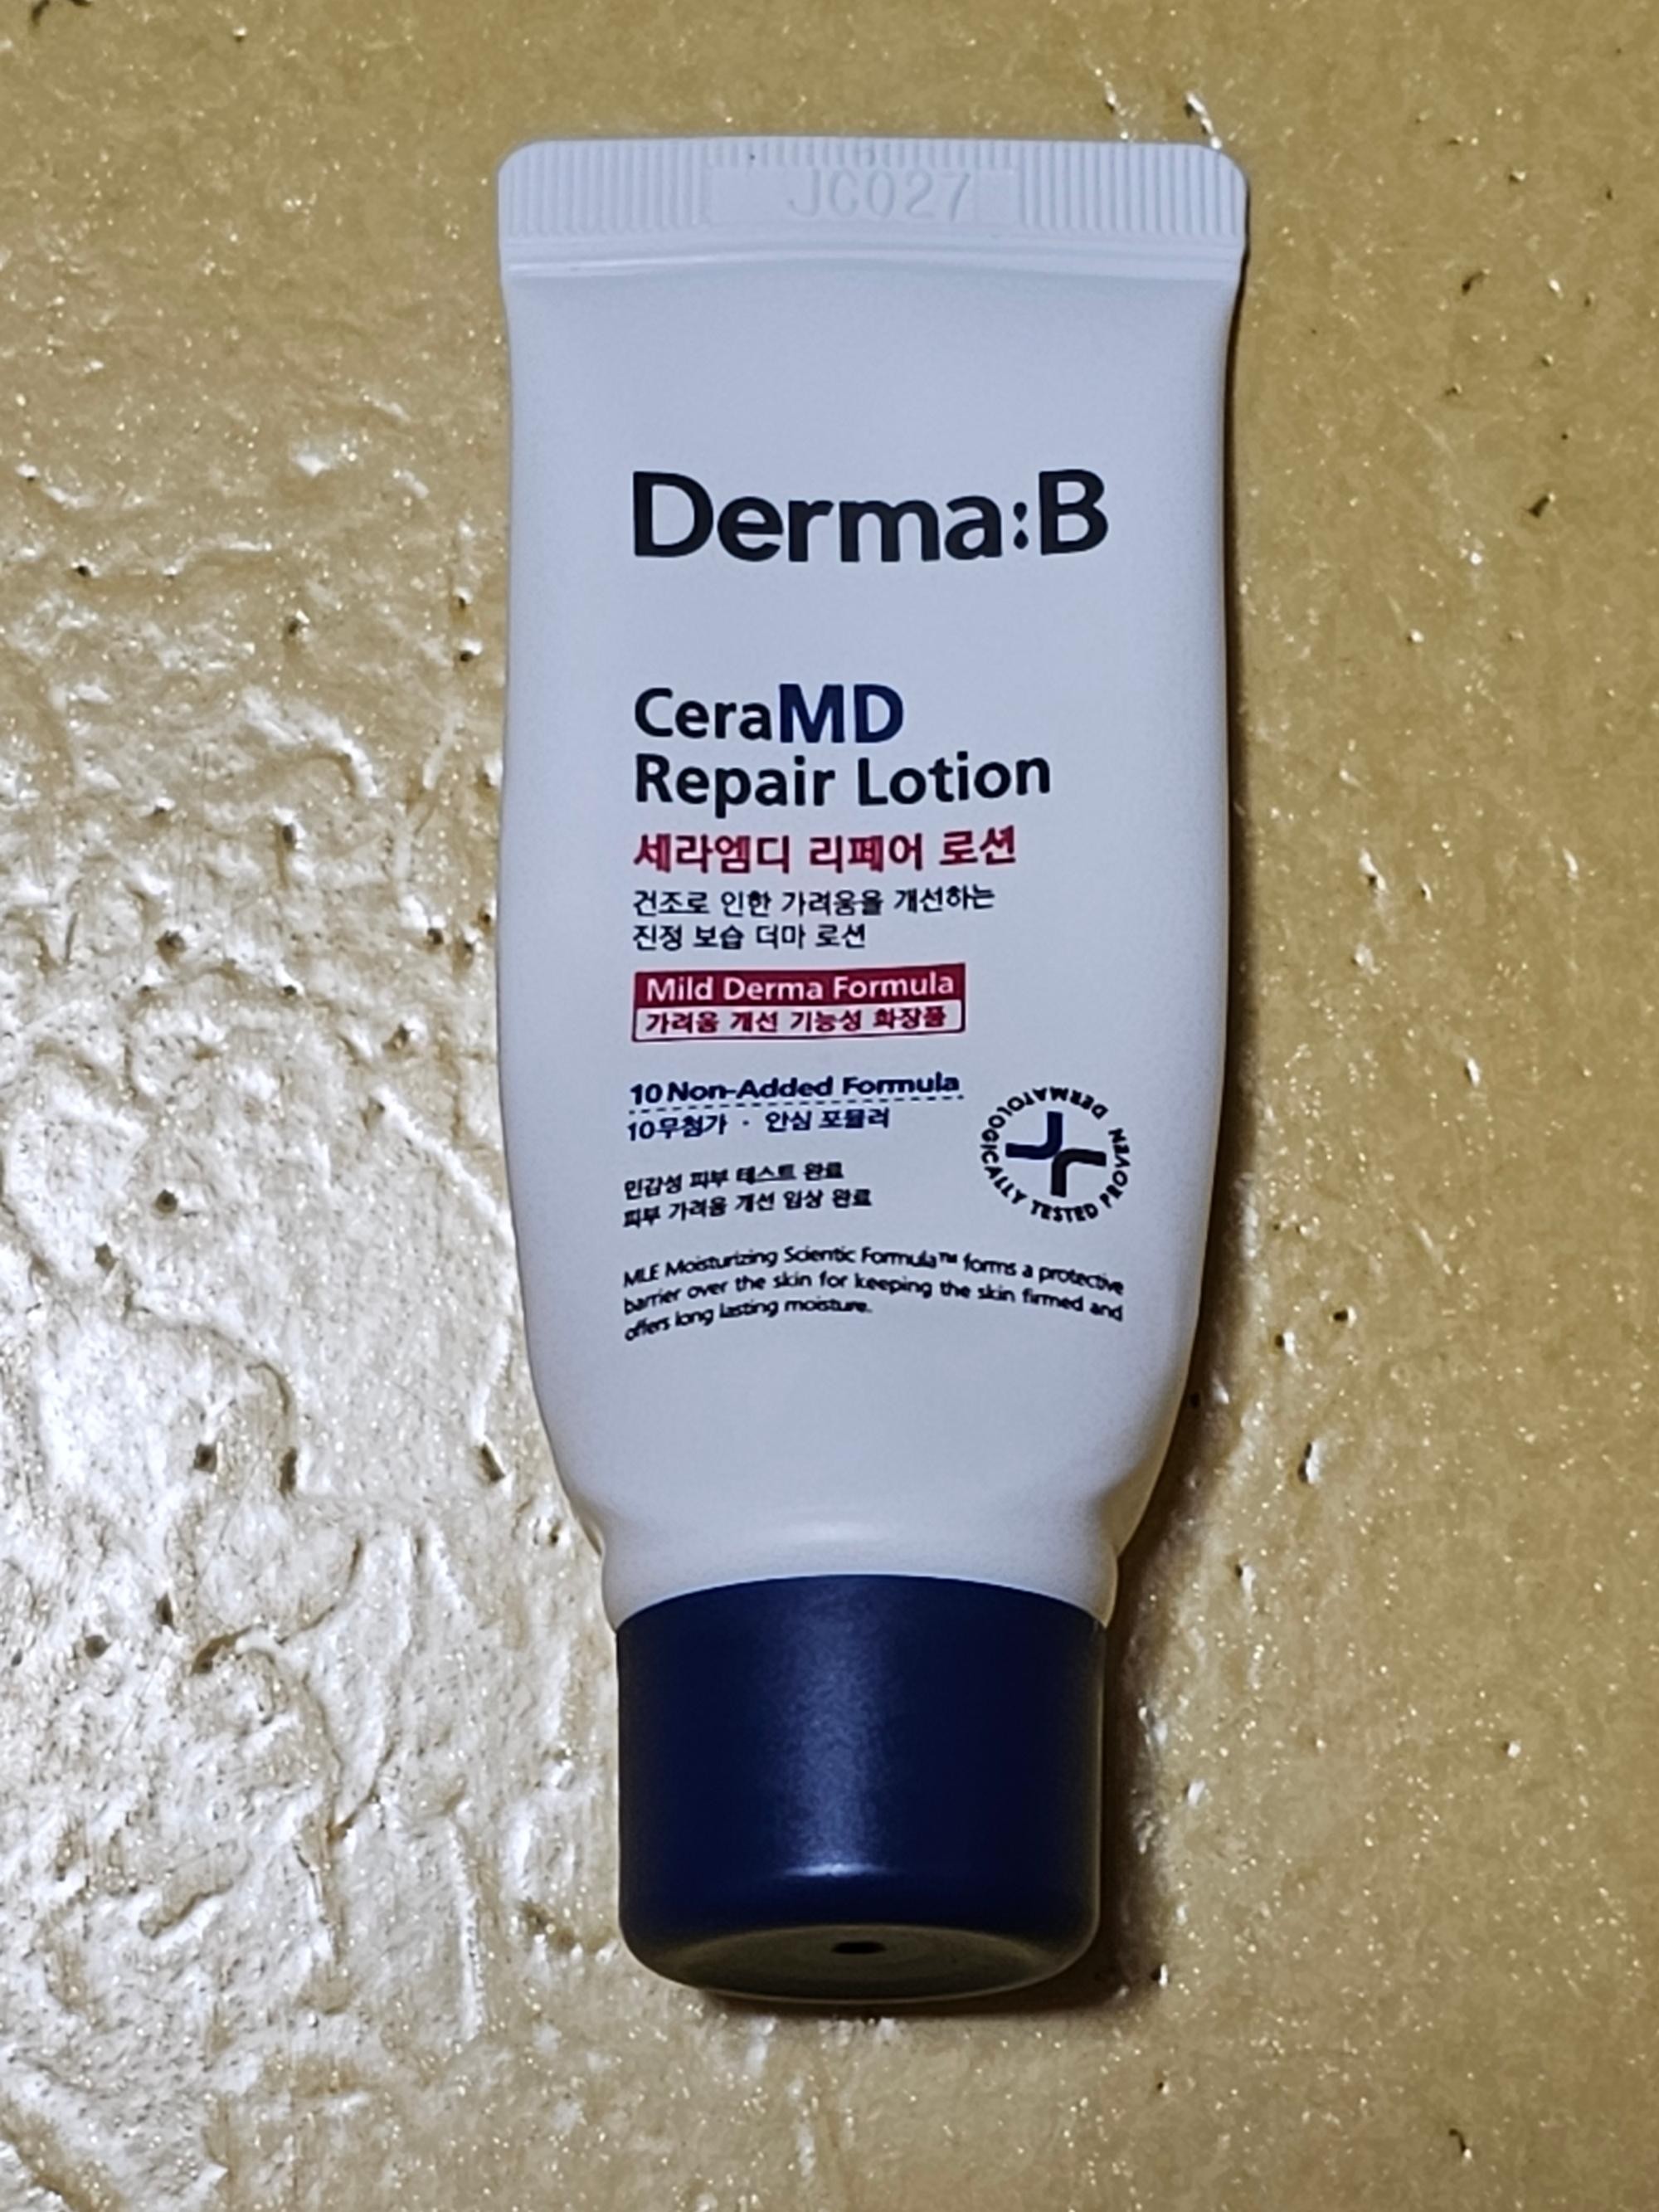 JC027
Derma:B
CeraMD
Repair Lotion
세라엠디 리페어 로션
건조로 인한 가려움을 개선하는
진정 보습 더마 로션
Mild Derma Formula
가려움 개선 기능성 화장품
10 Non-Added Formula
10무첨가 · 안심 포뮬러
DERMATOLOGICALLY TESTED PROVEN
민감성 피부 테스트 완료
피부 가려움 개선 임상 완료
MLE Moisturizing Scientic Formula™ forms a protective
barrier over the skin for keeping the skin firmed and
offers long lasting moisture.